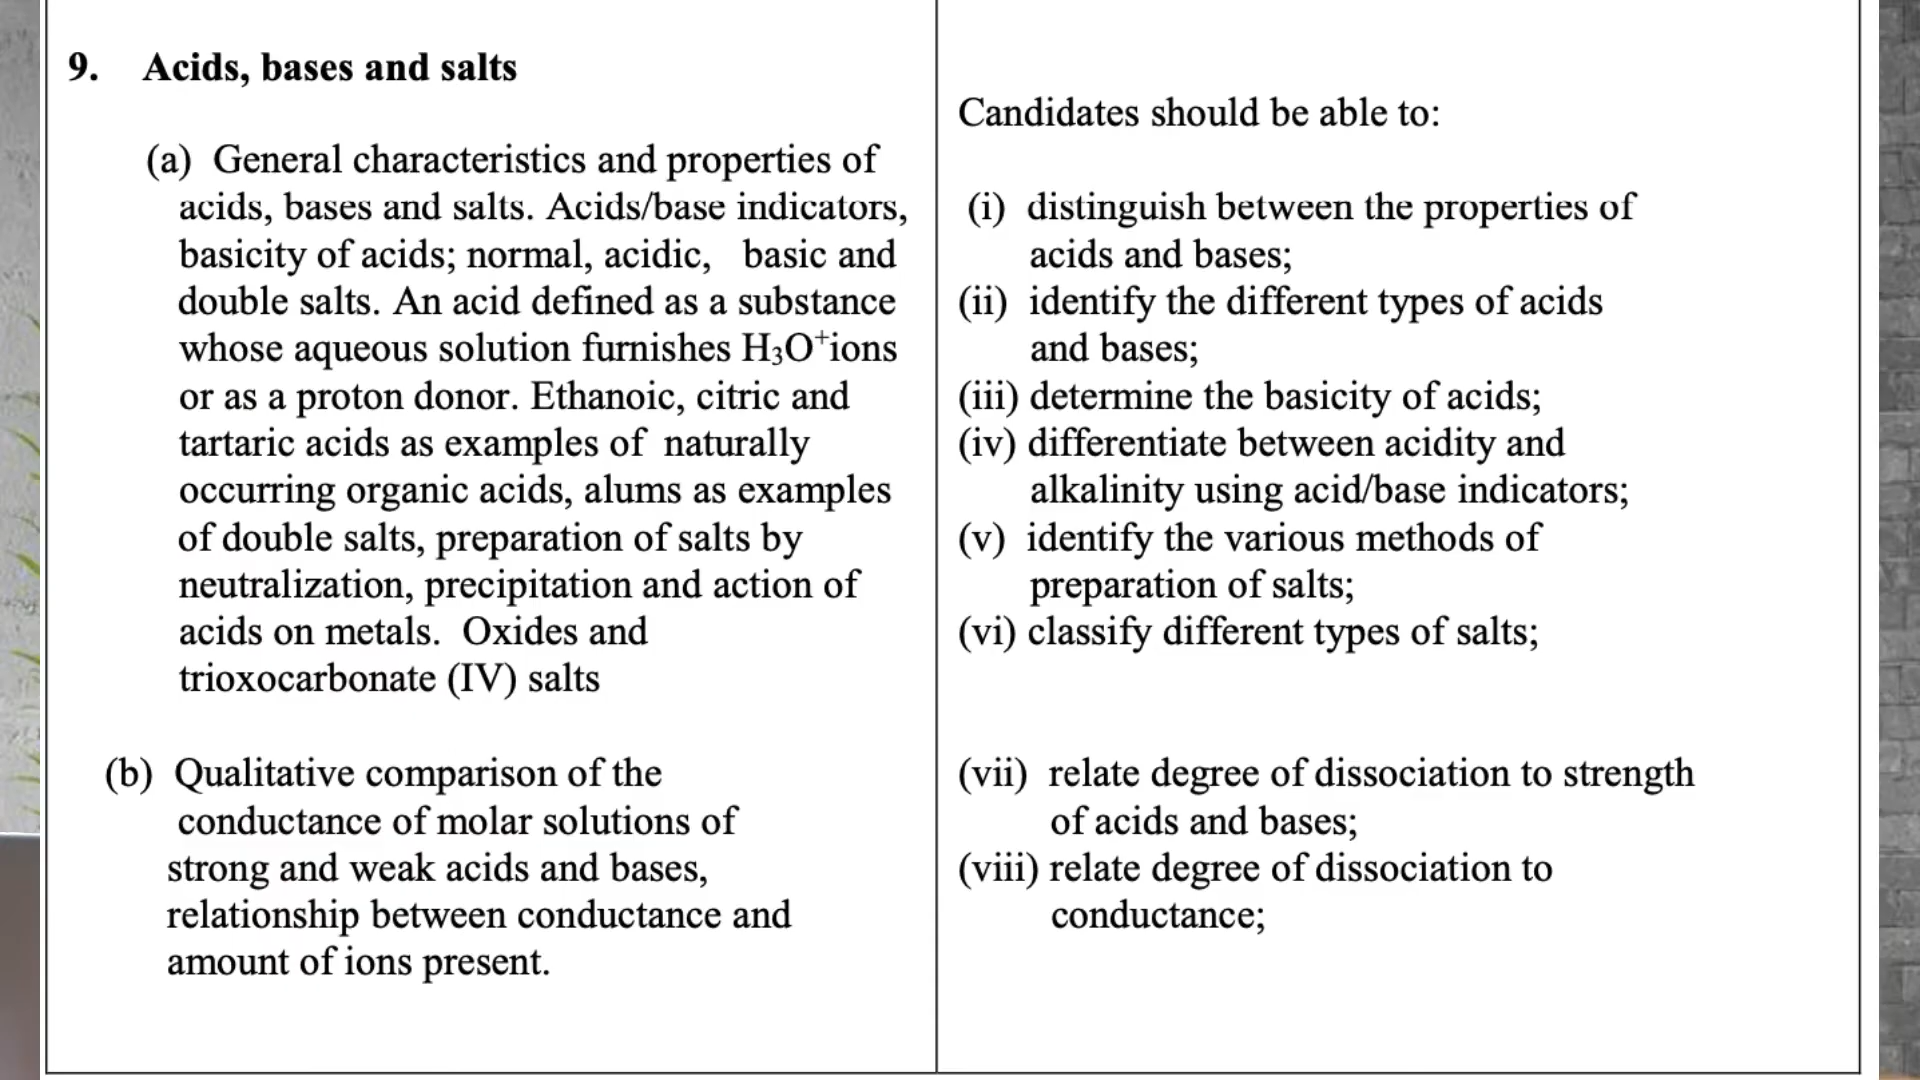 9. Acids, bases and salts
(a) General characteristics and properties of
acids, bases and salts. Acids/base indicators,
basicity of acids; normal, acidic, basic and
double salts. An acid defined as a substance
whose aqueous solution furnishes H₃O⁺ions
or as a proton donor. Ethanoic, citric and
tartaric acids as examples of naturally
occurring organic acids, alums as examples
of double salts, preparation of salts by
neutralization, precipitation and action of
acids on metals. Oxides and
trioxocarbonate (IV) salts
(b) Qualitative comparison of the
conductance of molar solutions of
strong and weak acids and bases,
relationship between conductance and
amount of ions present.
Candidates should be able to:
(i) distinguish between the properties of
acids and bases;
(ii) identify the different types of acids
and bases;
(iii) determine the basicity of acids;
(iv) differentiate between acidity and
alkalinity using acid/base indicators;
(v) identify the various methods of
preparation of salts;
(vi) classify different types of salts;
(vii) relate degree of dissociation to strength
of acids and bases;
(viii) relate degree of dissociation to
conductance;